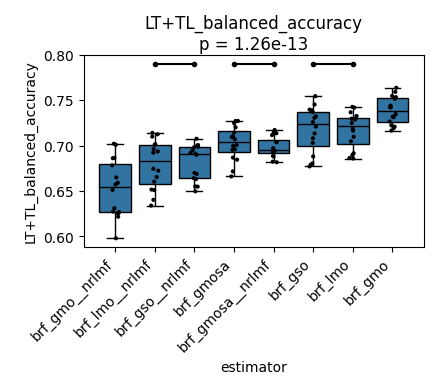 LT+TL_balanced_accuracy
p = 1.26e-13
LT+TL_balanced_accuracy
0.80
0.75
0.70
0.65
0.60
brf_gmo__nrlmf
brf_lmo__nrlmf
brf_gso__nrlmf
brf_gmosa
brf_gmosa__nrlmf
brf_gso
brf_lmo
brf_gmo
estimator